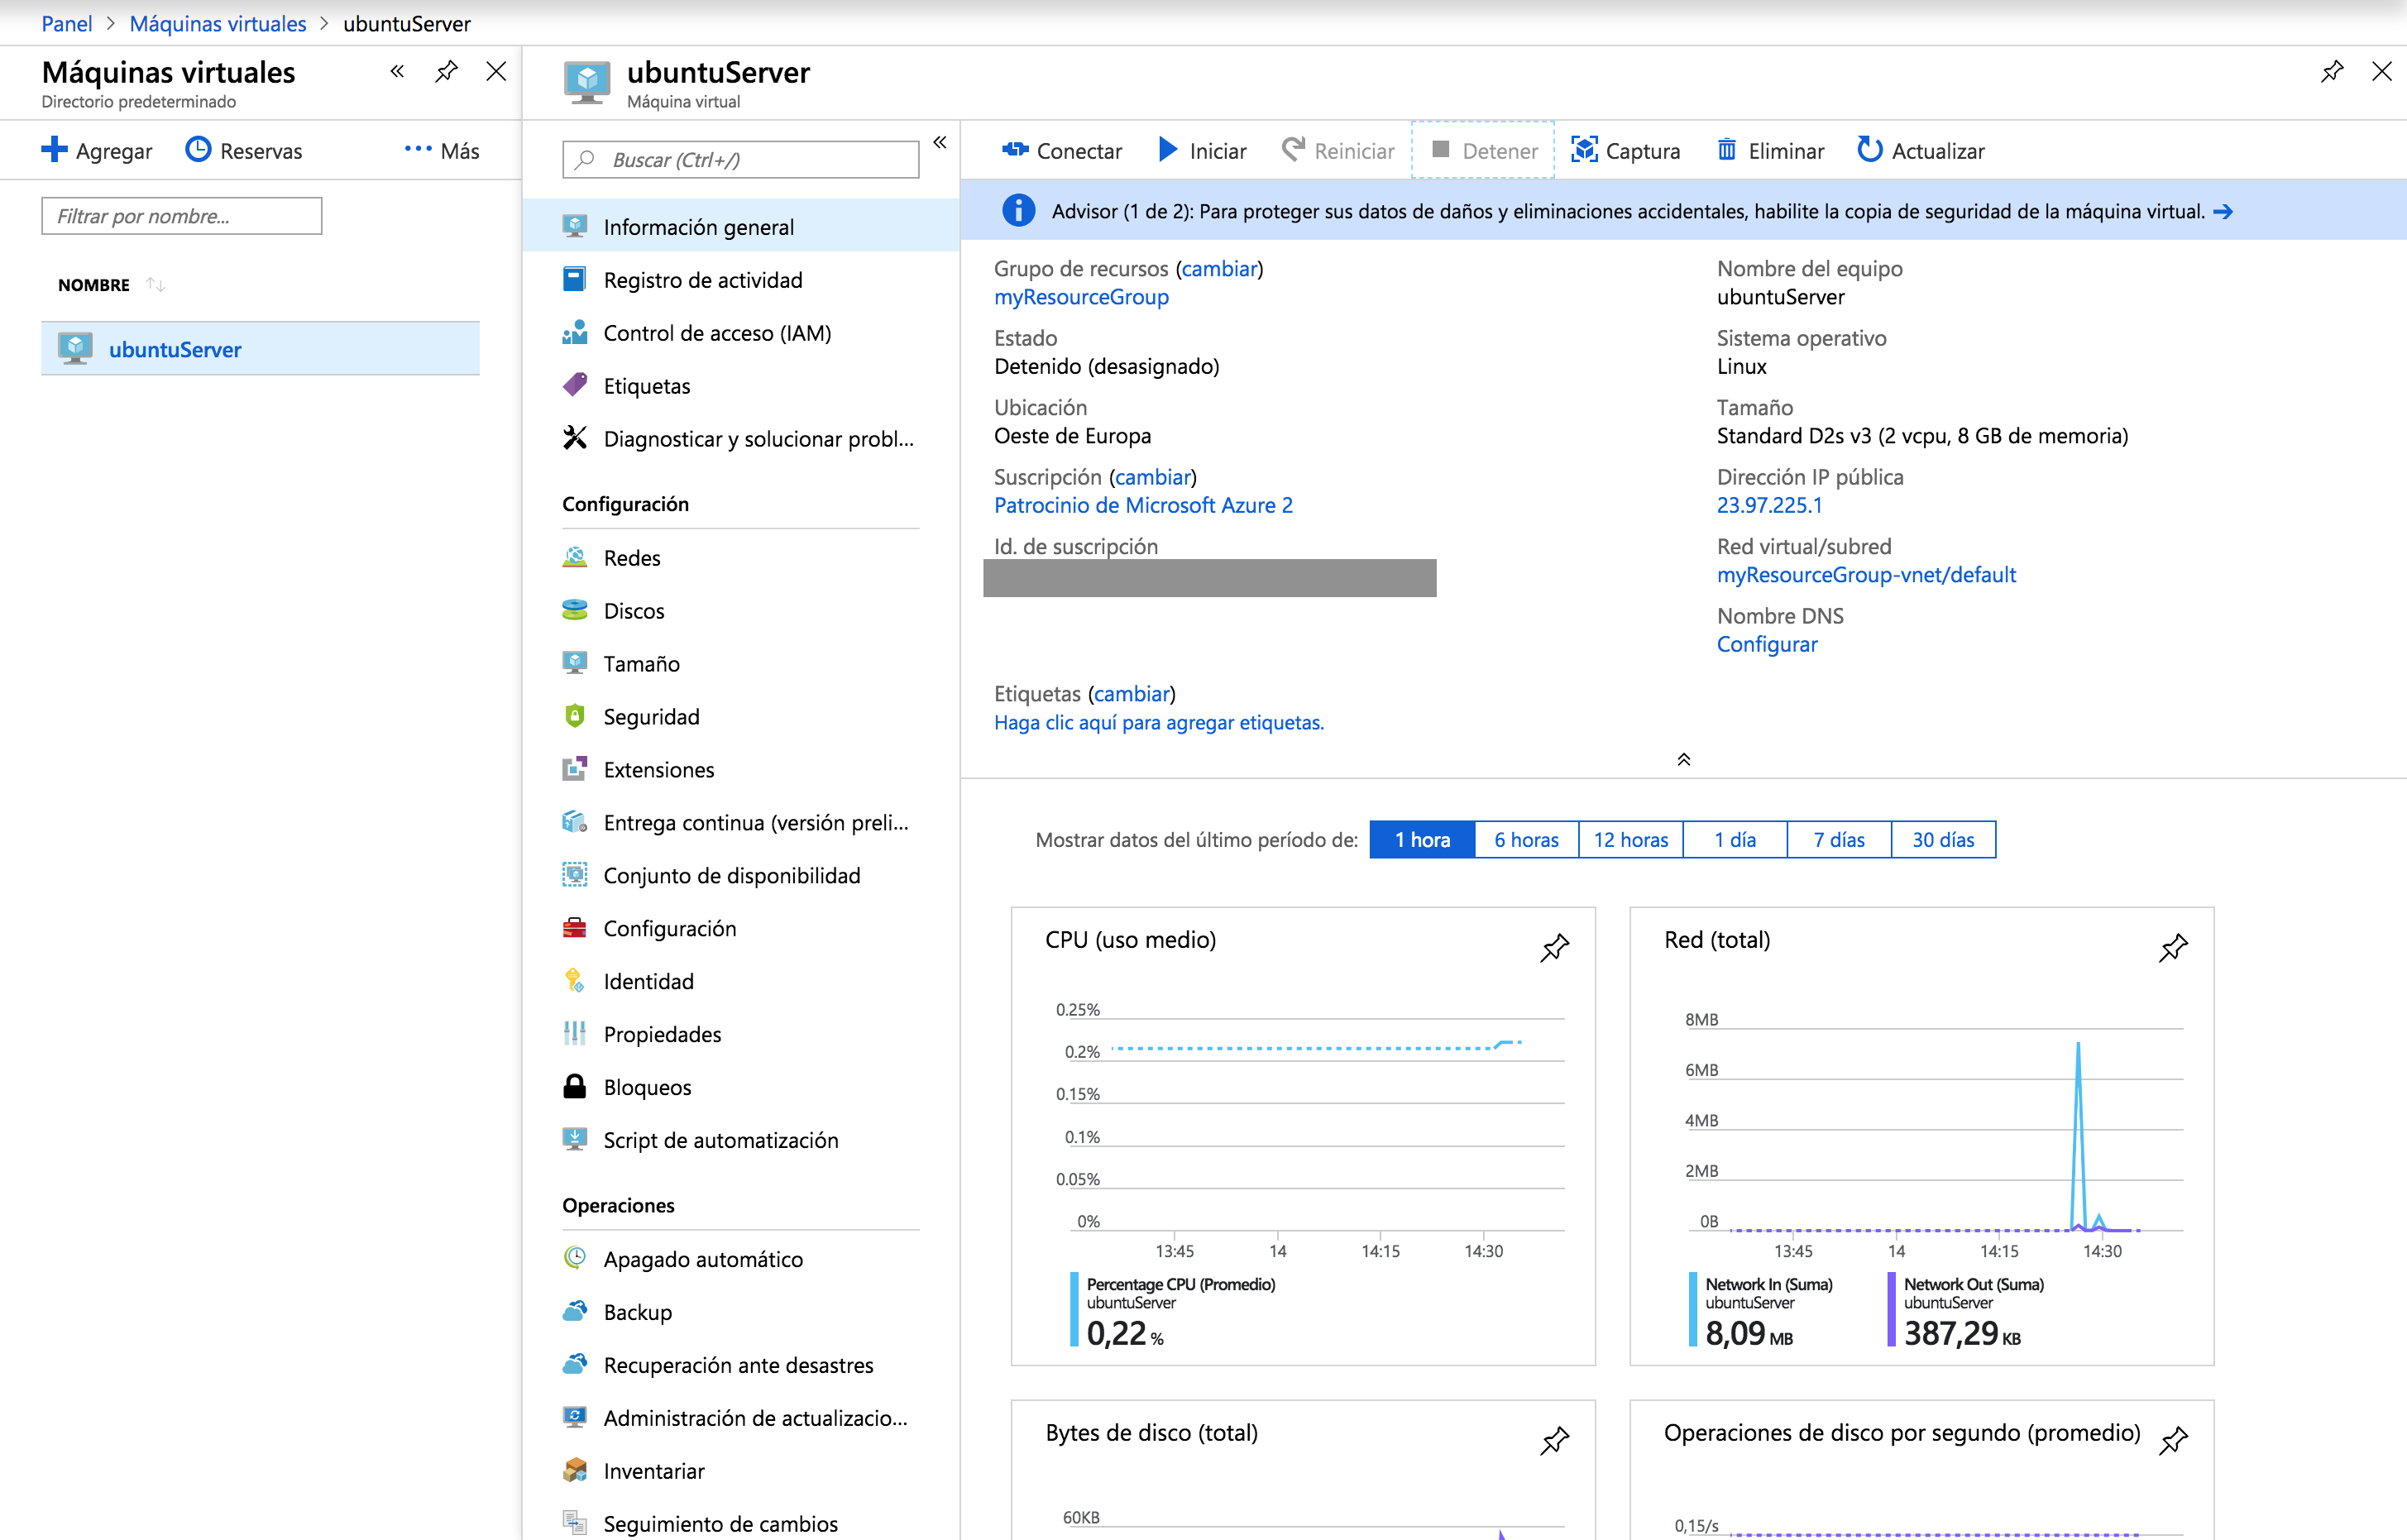 Panel > Máquinas virtuales > ubuntuServer
Máquinas virtuales
Directorio predeterminado
Agregar Reservas Más
Filtrar por nombre...
NOMBRE
ubuntuServer
ubuntuServer
Máquina virtual
Buscar (Ctrl+/)
Información general
Registro de actividad
Control de acceso (IAM)
Etiquetas
Diagnosticar y solucionar probl...
Configuración
Redes
Discos
Tamaño
Seguridad
Extensiones
Entrega continua (versión preli...
Conjunto de disponibilidad
Configuración
Identidad
Propiedades
Bloqueos
Script de automatización
Operaciones
Apagado automático
Backup
Recuperación ante desastres
Administración de actualizacio...
Inventariar
Seguimiento de cambios
Conectar Iniciar Reiniciar Detener Captura Eliminar Actualizar
Advisor (1 de 2): Para proteger sus datos de daños y eliminaciones accidentales, habilite la copia de seguridad de la máquina virtual.
Grupo de recursos (cambiar)
myResourceGroup
Estado
Detenido (desasignado)
Ubicación
Oeste de Europa
Suscripción (cambiar)
Patrocinio de Microsoft Azure 2
Id. de suscripción
Nombre del equipo
ubuntuServer
Sistema operativo
Linux
Tamaño
Standard D2s v3 (2 vcpu, 8 GB de memoria)
Dirección IP pública
23.97.225.1
Red virtual/subred
myResourceGroup-vnet/default
Nombre DNS
Configurar
Etiquetas (cambiar)
Haga clic aquí para agregar etiquetas.
Mostrar datos del último período de: 1 hora 6 horas 12 horas 1 día 7 días 30 días
CPU (uso medio)
0.25%
0.2%
0.15%
0.1%
0.05%
0%
13:45 14 14:15 14:30
Percentage CPU (Promedio)
ubuntuServer
0,22 %
Red (total)
8MB
6MB
4MB
2MB
0B
13:45 14 14:15 14:30
Network In (Suma) Network Out (Suma)
ubuntuServer ubuntuServer
8,09 MB 387,29 KB
Bytes de disco (total)
60KB
Operaciones de disco por segundo (promedio)
0,15/s